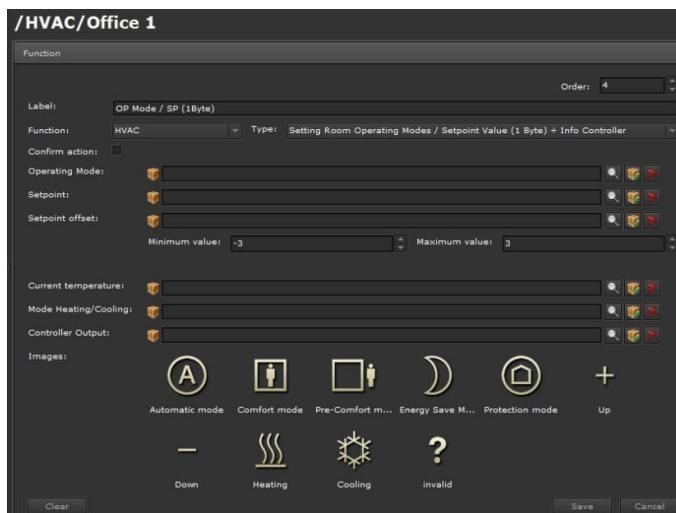 /HVAC/Office 1
Function
Order: 4
Label: OP Mode / SP (1Byte)
Function: HVAC Type: Setting Room Operating Modes / Setpoint Value (1 Byte) + Info Controller
Confirm action:
Operating Mode:
Setpoint:
Setpoint offset:
Minimum value: -3 Maximum value: 3
Current temperature:
Mode Heating/Cooling:
Controller Output:
Images:
A
Automatic mode Comfort mode Pre-Comfort m... Energy Save M... Protection mode Up
?
Down Heating Cooling invalid
Clear Save Cancel